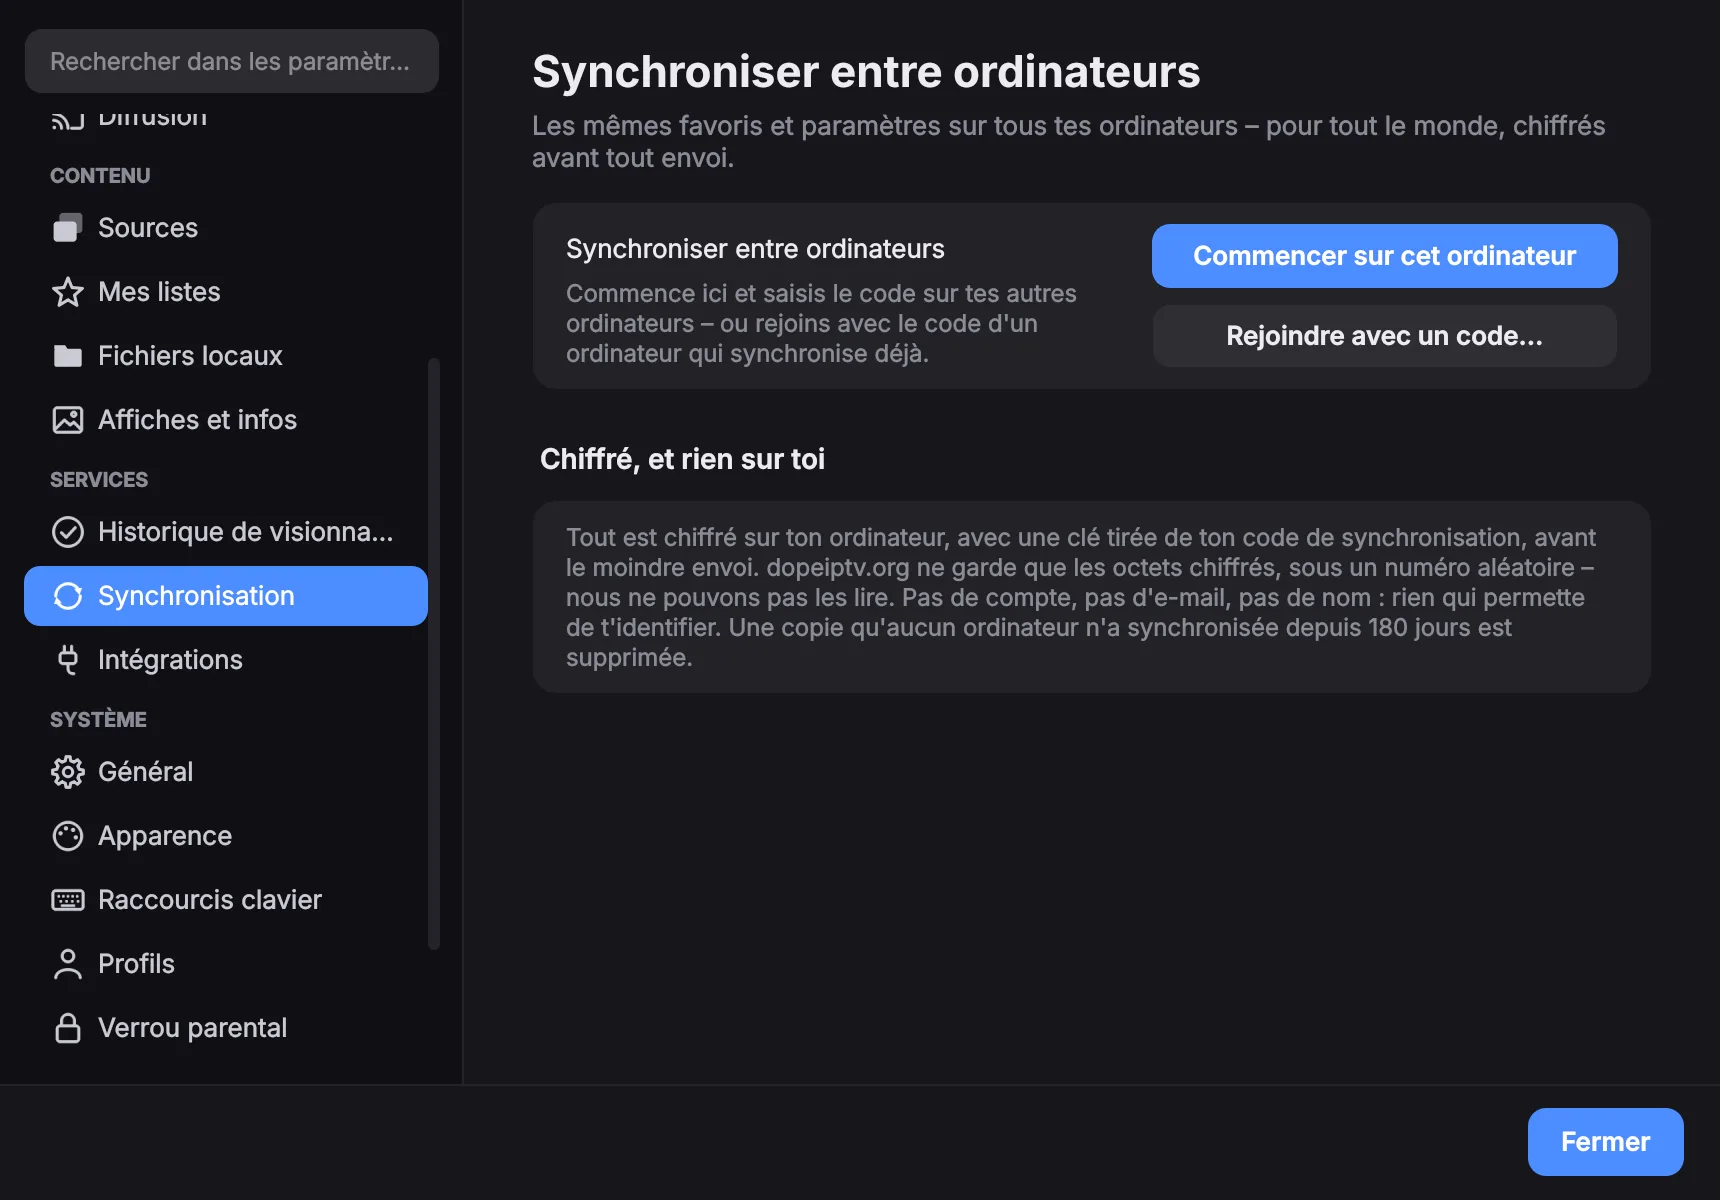 Rechercher dans les paramètr...
Diffusion
CONTENU
Sources
Mes listes
Fichiers locaux
Affiches et infos
SERVICES
Historique de visionna...
Synchronisation
Intégrations
SYSTÈME
Général
Apparence
Raccourcis clavier
Profils
Verrou parental
Synchroniser entre ordinateurs
Les mêmes favoris et paramètres sur tous tes ordinateurs – pour tout le monde, chiffrés
avant tout envoi.
Synchroniser entre ordinateurs
Commence ici et saisis le code sur tes autres
ordinateurs – ou rejoins avec le code d'un
ordinateur qui synchronise déjà.
Commencer sur cet ordinateur
Rejoindre avec un code...
Chiffré, et rien sur toi
Tout est chiffré sur ton ordinateur, avec une clé tirée de ton code de synchronisation, avant
le moindre envoi. dopeiptv.org ne garde que les octets chiffrés, sous un numéro aléatoire –
nous ne pouvons pas les lire. Pas de compte, pas d'e-mail, pas de nom : rien qui permette
de t'identifier. Une copie qu'aucun ordinateur n'a synchronisée depuis 180 jours est
supprimée.
Fermer